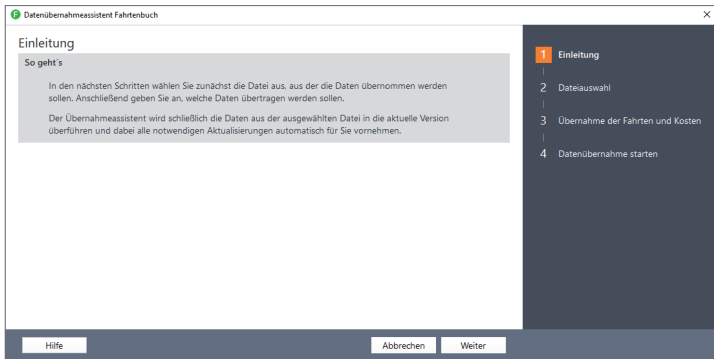 F Datenübernahmeassistent Fahrtenbuch
Einleitung
So geht´s
In den nächsten Schritten wählen Sie zunächst die Datei aus, aus der die Daten übernommen werden
sollen. Anschließend geben Sie an, welche Daten übertragen werden sollen.
Der Übernahmeassistent wird schließlich die Daten aus der ausgewählten Datei in die aktuelle Version
überführen und dabei alle notwendigen Aktualisierungen automatisch für Sie vornehmen.
1 Einleitung
2 Dateiauswahl
3 Übernahme der Fahrten und Kosten
4 Datenübernahme starten
Hilfe
Abbrechen
Weiter